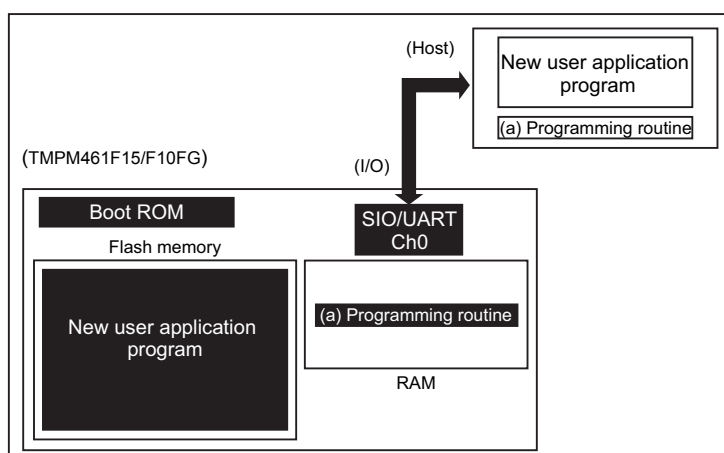 (Host)
New user application
program
(a) Programming routine
(TMPM461F15/F10FG)
(I/O)
Boot ROM
SIO/UART
Ch0
Flash memory
New user application
program
(a) Programming routine
RAM